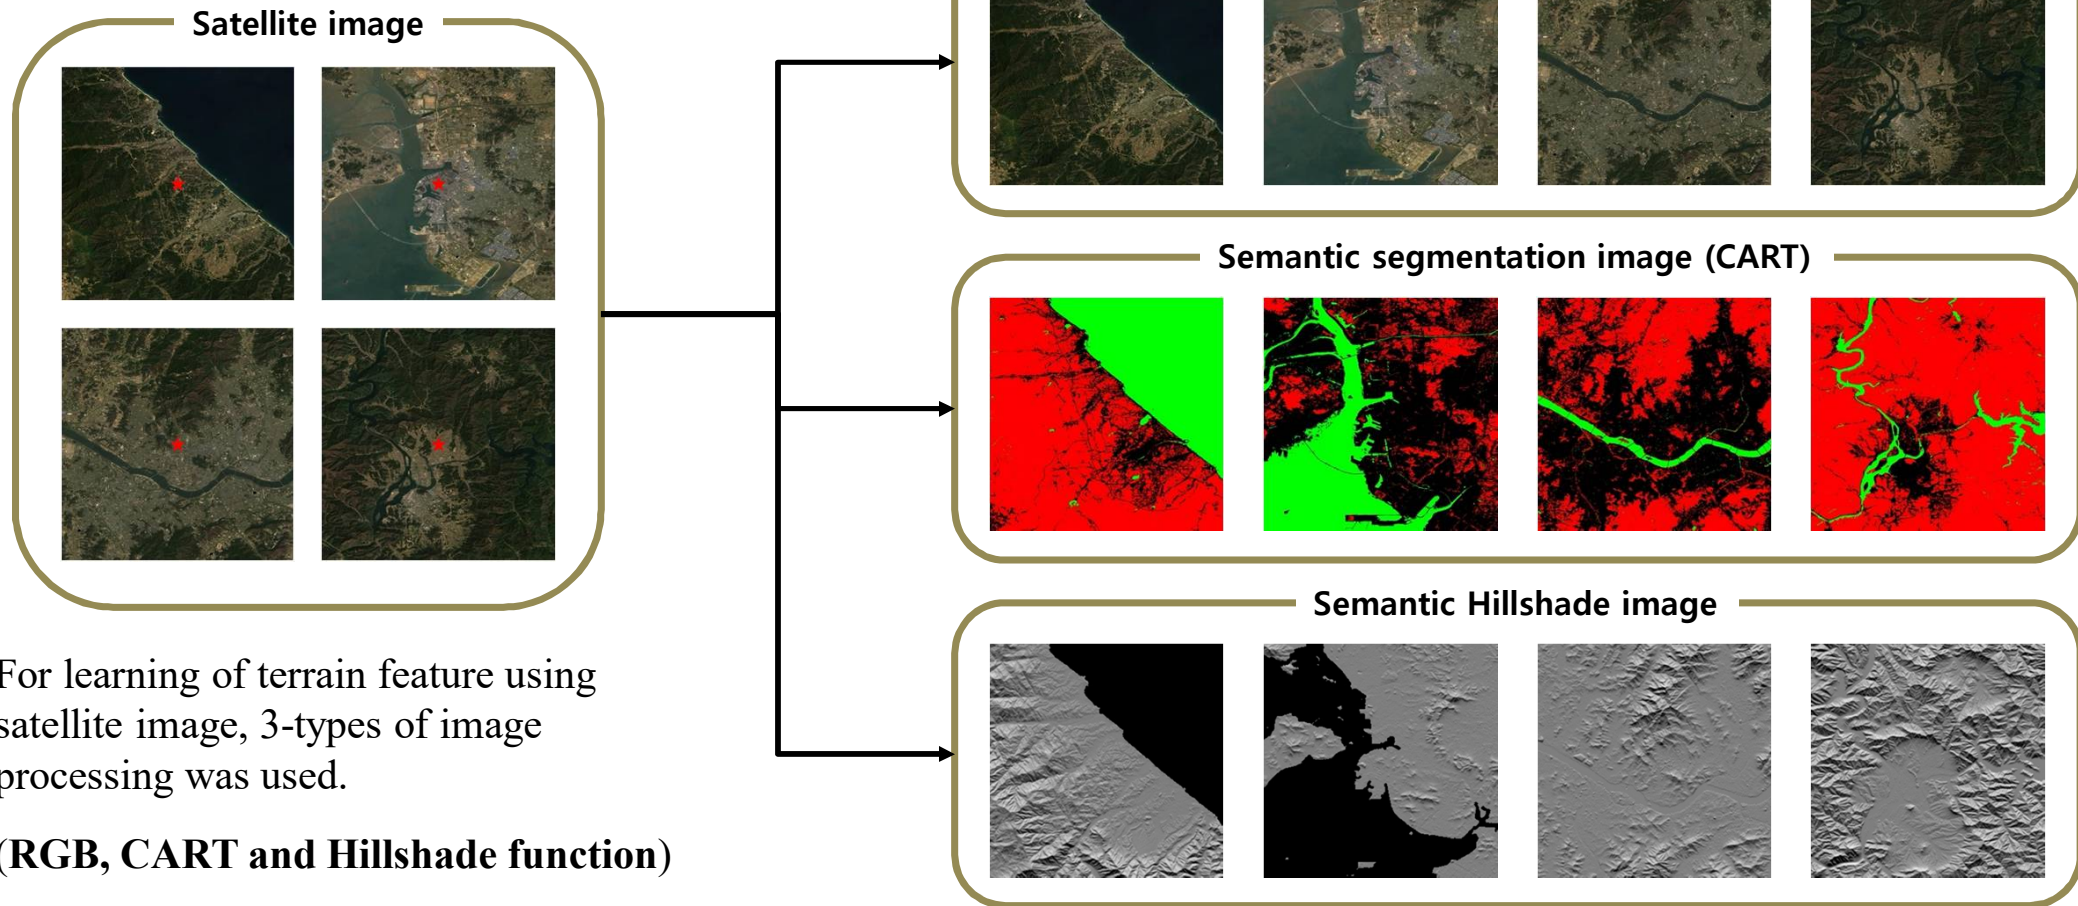 Satellite image
Semantic segmentation image (CART)
Semantic Hillshade image
For learning of terrain feature using
satellite image, 3-types of image
processing was used.
(RGB, CART and Hillshade function)